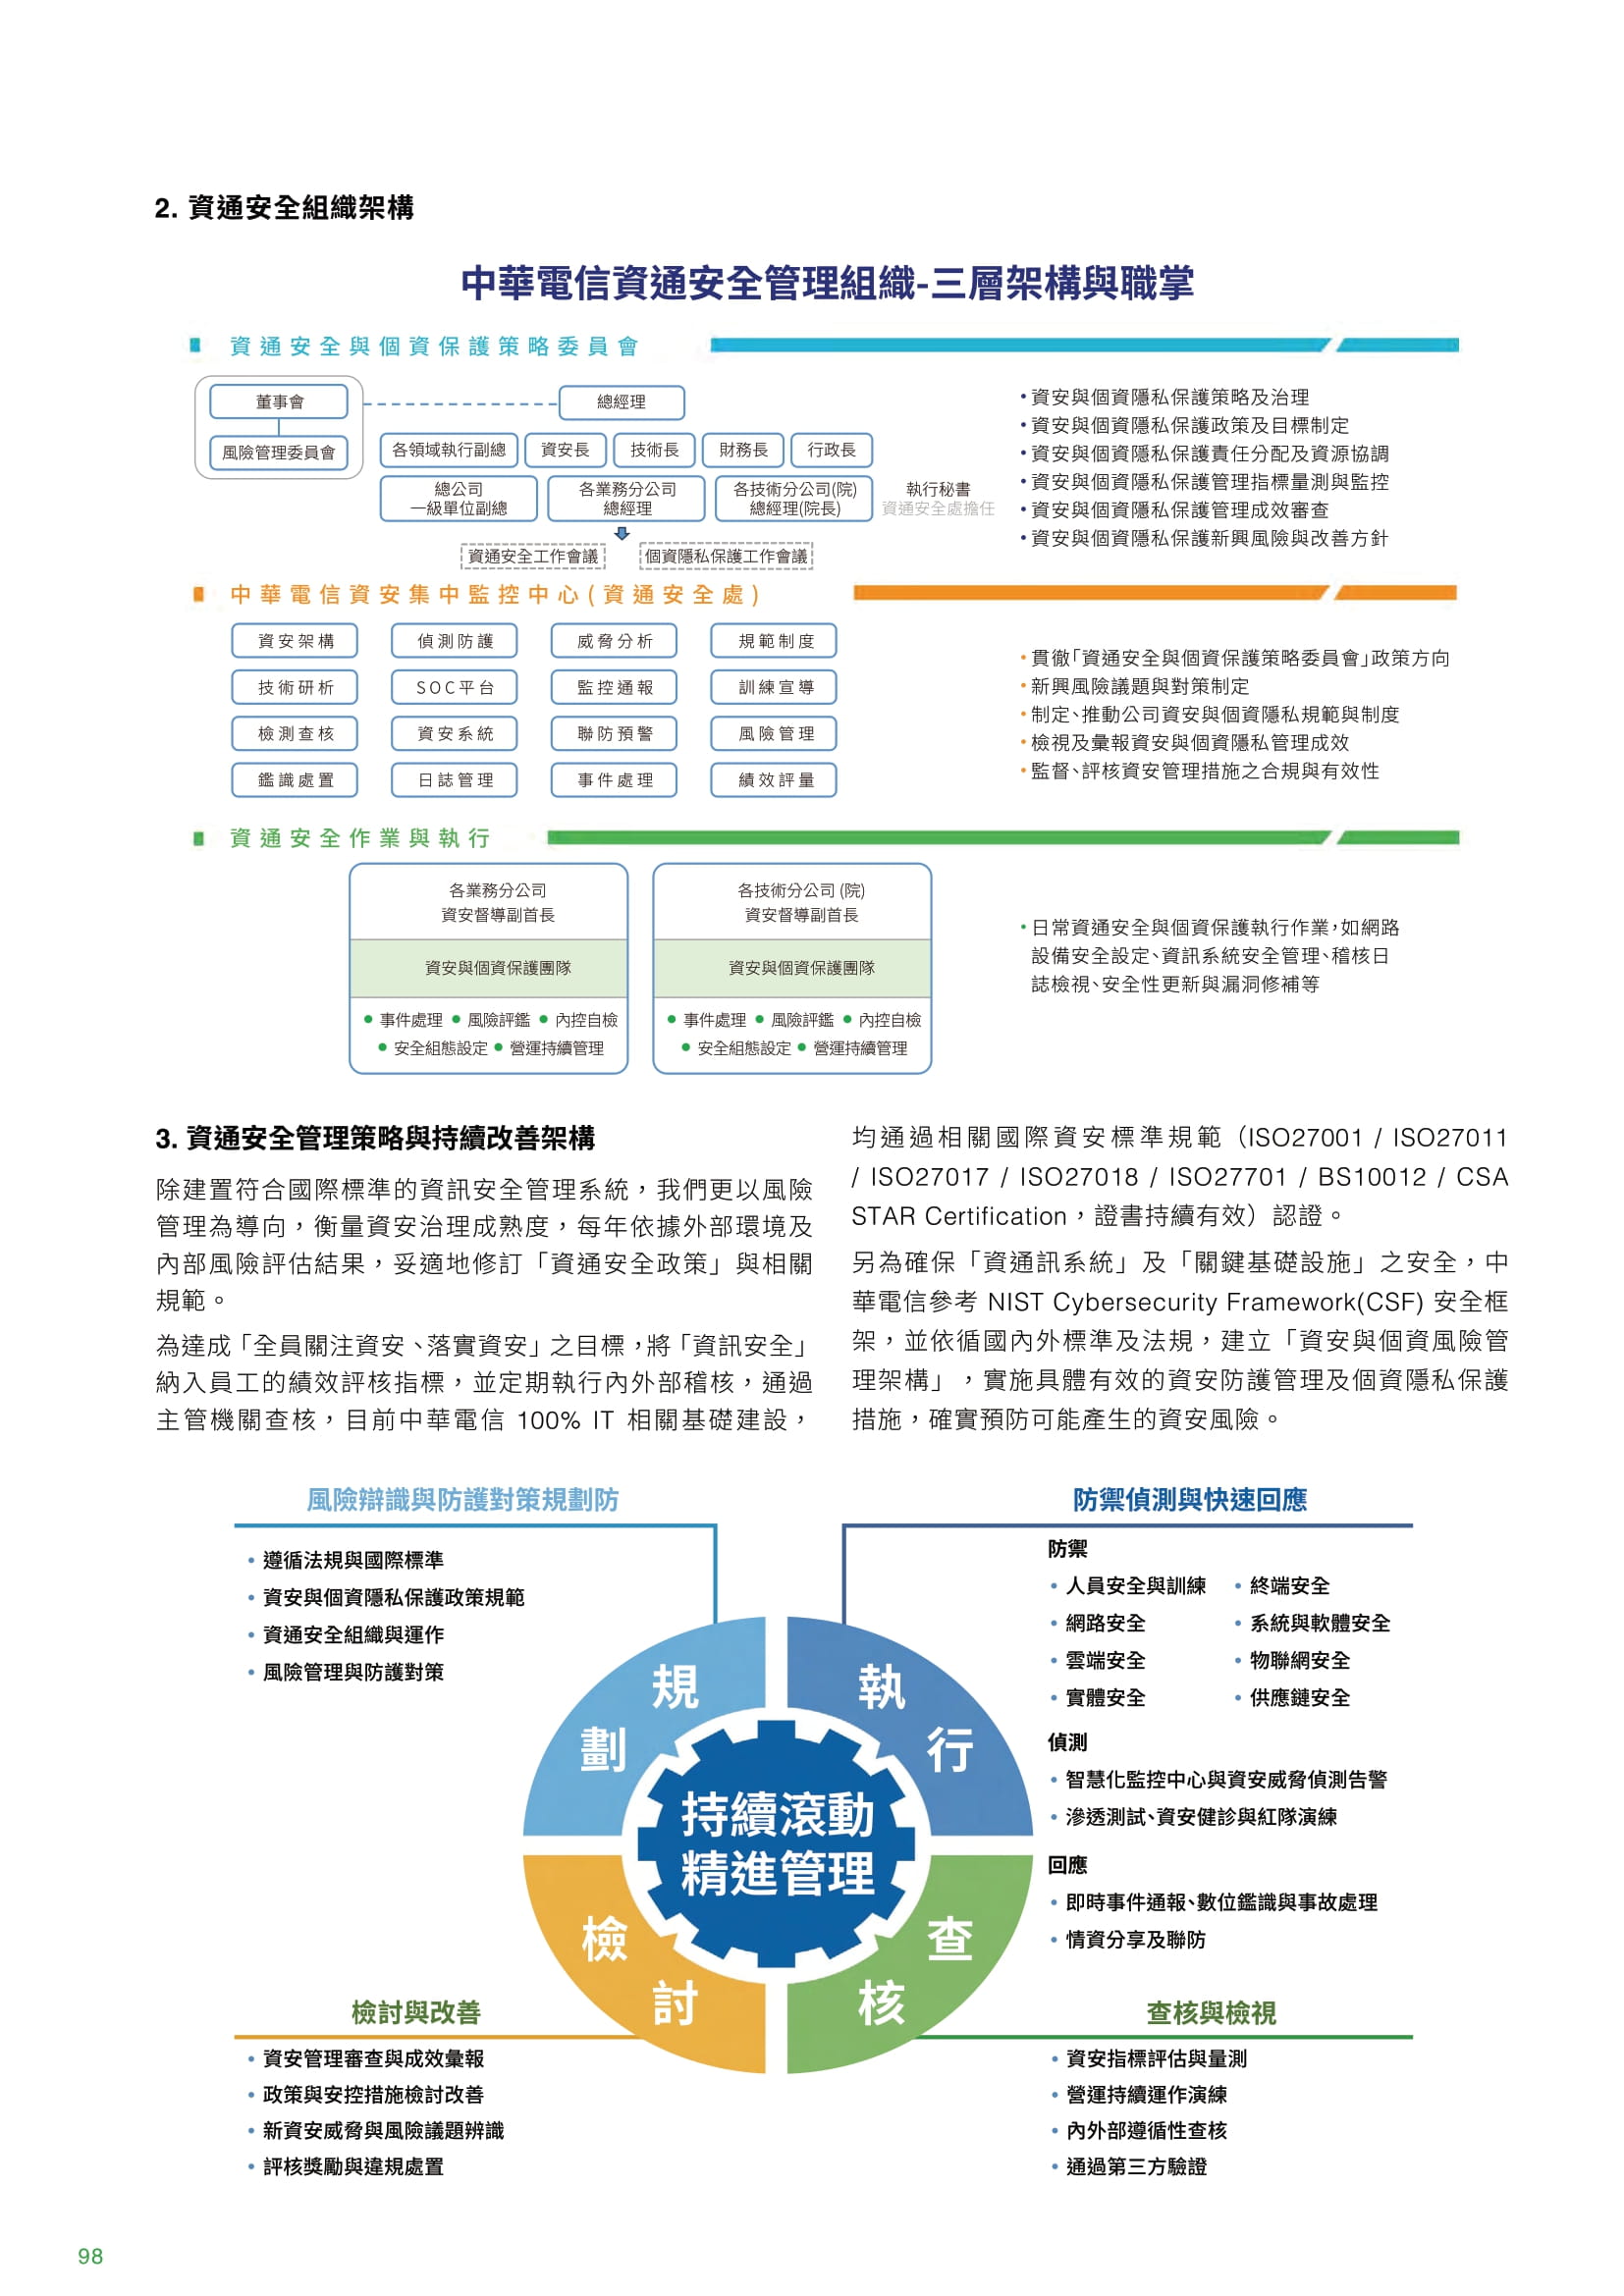 2. 資通安全組織架構
中華電信資通安全管理組織-三層架構與職掌
資通安全與個資保護策略委員會
董事會
總經理
風險管理委員會
各領域執行副總
資安長
技術長
財務長
行政長
總公司
一級單位副總
各業務分公司
總經理
各技術分公司(院)
總經理(院長)
執行秘書
資通安全處擔任
資通安全工作會議
個資隱私保護工作會議
•資安與個資隱私保護策略及治理
•資安與個資隱私保護政策及目標制定
•資安與個資隱私保護責任分配及資源協調
•資安與個資隱私保護管理指標量測與監控
•資安與個資隱私保護管理成效審查
•資安與個資隱私保護新興風險與改善方針
中華電信資安集中監控中心(資通安全處)
資安架構
偵測防護
威脅分析
規範制度
技術研析
SOC平台
監控通報
訓練宣導
檢測查核
資安系統
聯防預警
風險管理
鑑識處置
日誌管理
事件處理
績效評量
•貫徹「資通安全與個資保護策略委員會」政策方向
•新興風險議題與對策制定
•制定、推動公司資安與個資隱私規範與制度
•檢視及彙報資安與個資隱私管理成效
•監督、評核資安管理措施之合規與有效性
資通安全作業與執行
各業務分公司
資安督導副首長
資安與個資保護團隊
● 事件處理 ● 風險評鑑 ● 內控自檢
● 安全組態設定 ● 營運持續管理
各技術分公司 (院)
資安督導副首長
資安與個資保護團隊
● 事件處理 ● 風險評鑑 ● 內控自檢
● 安全組態設定 ● 營運持續管理
•日常資通安全與個資保護執行作業，如網路
設備安全設定、資訊系統安全管理、稽核日
誌檢視、安全性更新與漏洞修補等
3. 資通安全管理策略與持續改善架構
除建置符合國際標準的資訊安全管理系統，我們更以風險
管理為導向，衡量資安治理成熟度，每年依據外部環境及
內部風險評估結果，妥適地修訂「資通安全政策」與相關
規範。
為達成「全員關注資安、落實資安」之目標，將「資訊安全」
納入員工的績效評核指標，並定期執行內外部稽核，通過
主管機關查核，目前中華電信 100% IT 相關基礎建設，
均通過相關國際資安標準規範（ISO27001 / ISO27011
/ ISO27017 / ISO27018 / ISO27701 / BS10012 / CSA
STAR Certification，證書持續有效）認證。
另為確保「資通訊系統」及「關鍵基礎設施」之安全，中
華電信參考 NIST Cybersecurity Framework(CSF) 安全框
架，並依循國內外標準及法規，建立「資安與個資風險管
理架構」，實施具體有效的資安防護管理及個資隱私保護
措施，確實預防可能產生的資安風險。
風險辯識與防護對策規劃防
• 遵循法規與國際標準
• 資安與個資隱私保護政策規範
• 資通安全組織與運作
• 風險管理與防護對策
防禦偵測與快速回應
防禦
• 人員安全與訓練
• 終端安全
• 網路安全
• 系統與軟體安全
• 雲端安全
• 物聯網安全
• 實體安全
• 供應鏈安全
偵測
• 智慧化監控中心與資安威脅偵測告警
• 滲透測試、資安健診與紅隊演練
回應
• 即時事件通報、數位鑑識與事故處理
• 情資分享及聯防
規劃
執行
持續滾動
精進管理
檢討
查核
檢討與改善
• 資安管理審查與成效彙報
• 政策與安控措施檢討改善
• 新資安威脅與風險議題辨識
• 評核獎勵與違規處置
查核與檢視
• 資安指標評估與量測
• 營運持續運作演練
• 內外部遵循性查核
• 通過第三方驗證
98